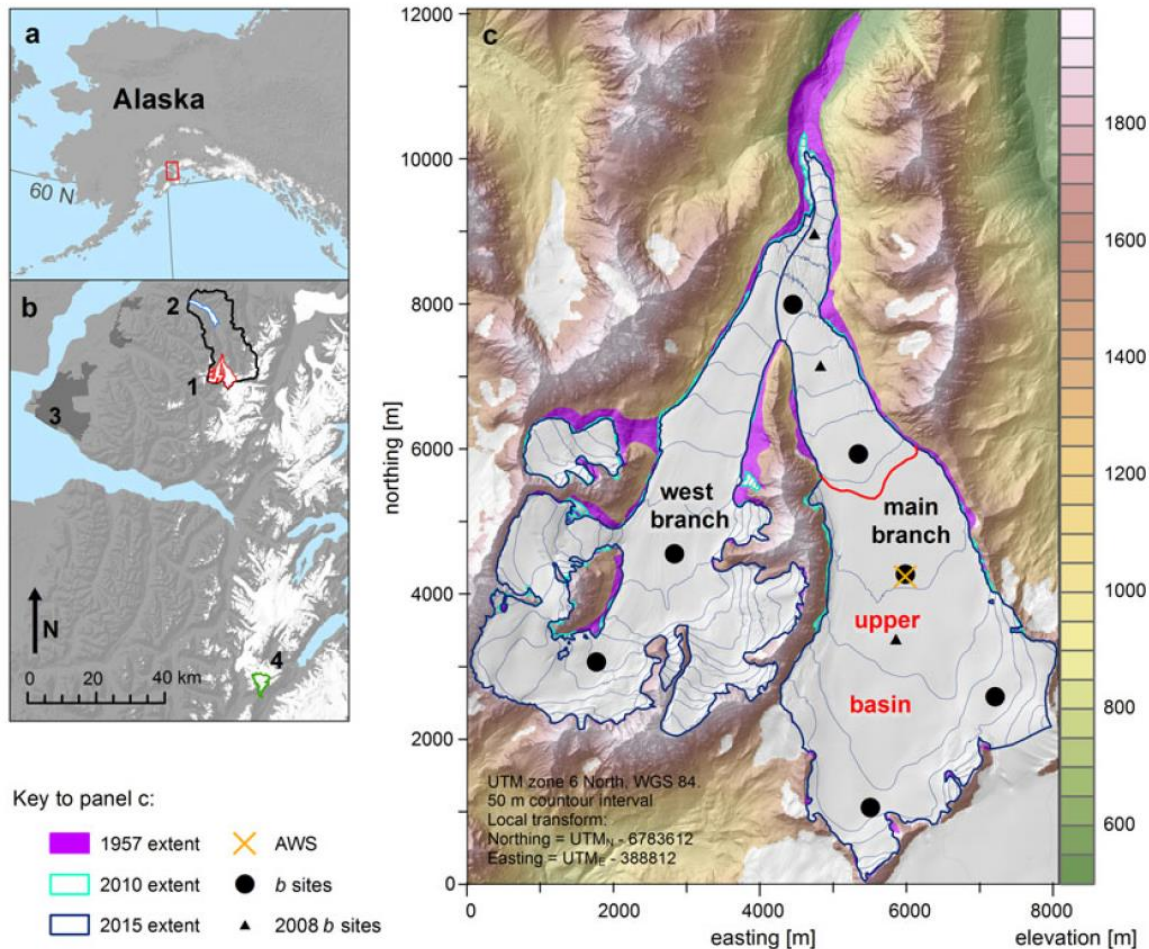 a
Alaska
60 N
b
2
1
3
N
0 20 40 km
4
Key to panel c:
1957 extent
2010 extent
2015 extent
AWS
b sites
2008 b sites
c
12000
10000
8000
6000
4000
2000
0
northing [m]
west
branch
main
branch
upper
basin
UTM zone 6 North, WGS 84.
50 m countour interval
Local transform:
Northing = UTMN - 6783612
Easting = UTME - 388812
0 2000 4000 6000 8000
easting [m]
elevation [m]
1800
1600
1400
1200
1000
800
600